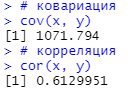 > # ковариация
> cov(x, y)
[1] 1071.794
> # корреляция
> cor(x, y)
[1] 0.6129951